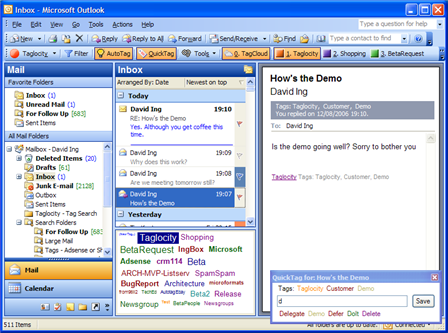 Inbox - Microsoft Outlook
File Edit View Go Tools Actions Help
Type a question for help
New Reply Reply to All Forward Send/Receive Find Type a contact to find
Taglocity Filter AutoTag QuickTag Tools 0. TagCloud 1. Taglocity 2. Shopping 3. BetaRequest
Mail
Favorite Folders
Inbox (1)
Unread Mail (1)
For Follow Up [683]
Sent Items
All Mail Folders
Mailbox - David Ing
Deleted Items (20)
Drafts [61]
Inbox (1)
Junk E-mail [2128]
Outbox
Sent Items
Taglocity - Tag Search
Search Folders
For Follow Up [683]
Large Mail
Tags - Adsense or Sh
Mail
Calendar
511 Items
Inbox
Arranged By: Date Newest on top
Today
David Ing 19:10
RE: How's the Demo
Yes. Although you get coffee this time.
David Ing 19:09
Why does this work?
David Ing 19:08
Are we meeting tomorrow still?
David Ing 19:07
How's the Demo
Yesterday
Taglocity Shopping
BetaRequest IngBox Microsoft
Adsense crm114 Beta
ARCH-MVP-Listserv SpamSpam
BugReport Architecture microformats
TechEd AutotagEbay Beta2 Release
Newsgroup Test BetaPeople Newsgroups
How's the Demo
David Ing
Tags: Taglocity, Customer, Demo
You replied on 12/08/2006 19:10.
To: David Ing
Is the demo going well? Sorry to bother you
Taglocity Tags: Taglocity, Customer, Demo
QuickTag for: How's the Demo
Tags: Taglocity Customer Demo
d
Save
Delegate Demo Defer DoIt Delete
All folders are up to date. Connected